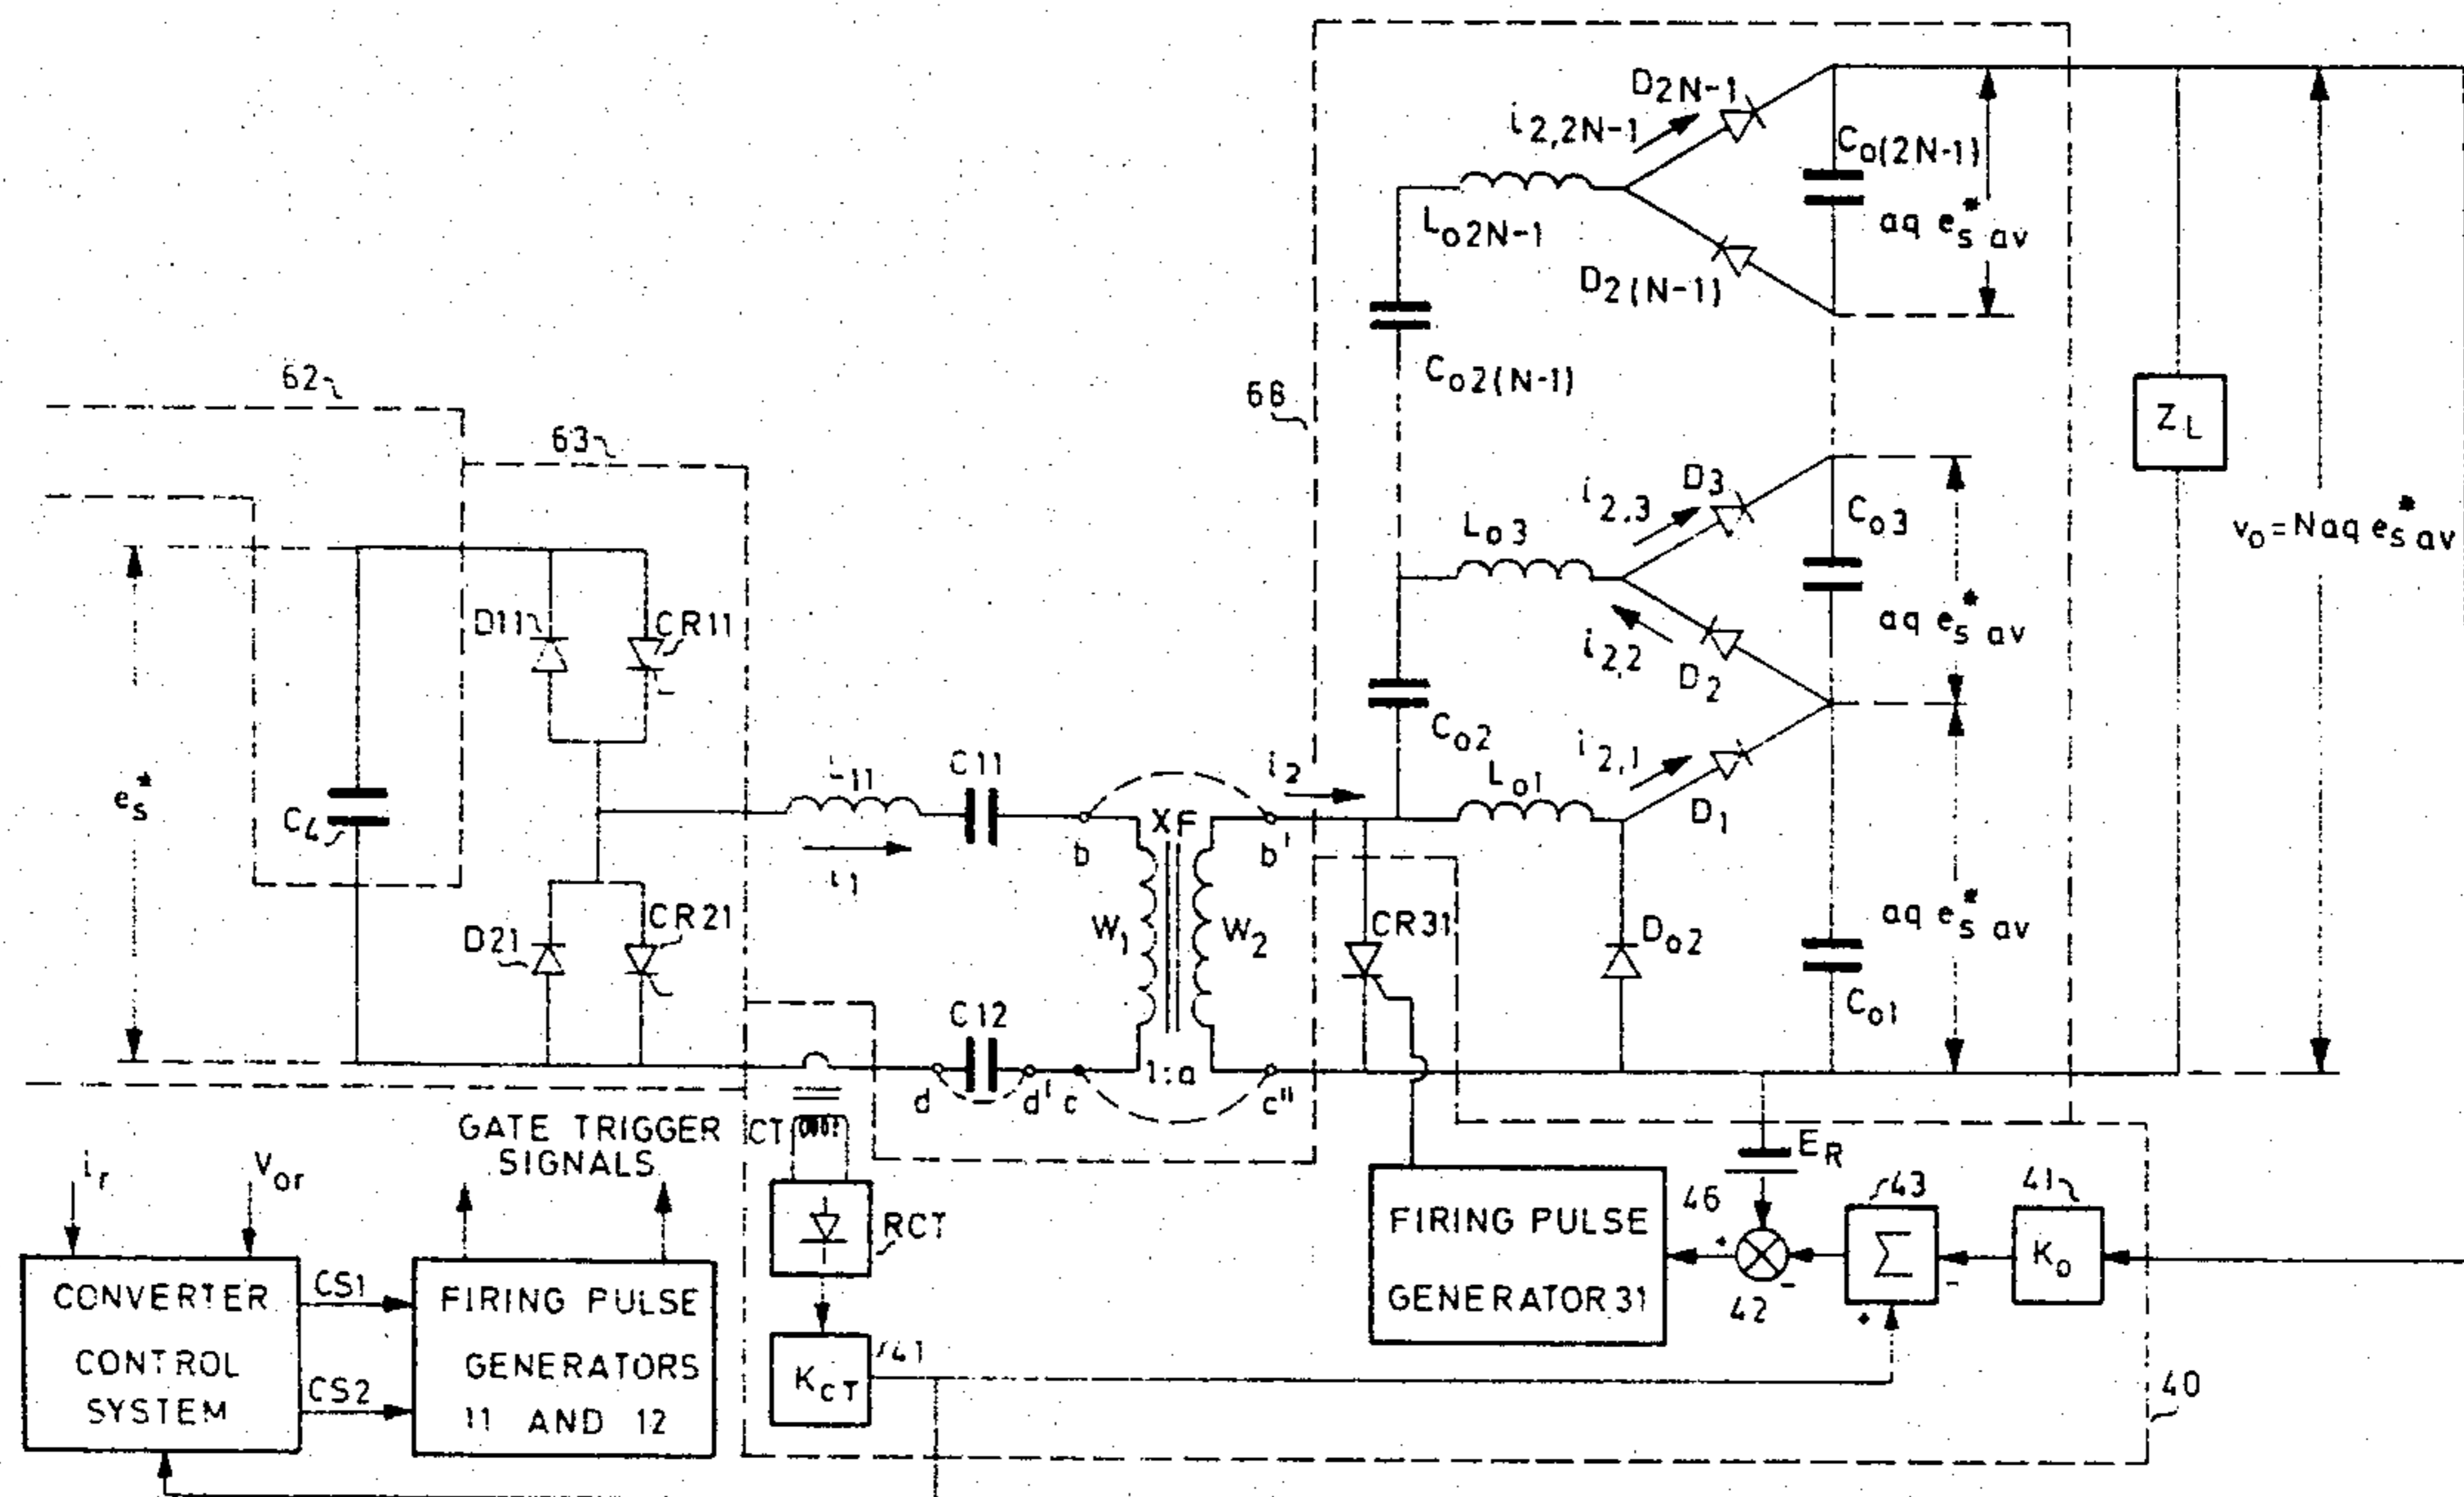 D2N-1
i2,2N-1
Co(2N-1)
Lo2N-1
aq es* av
D2(N-1)
Co2(N-1)
62
66
63
ZL
D3
i2,3
Lo3
Co3
vo=Naq es* av
D11
CR11
aq es* av
i2,2
D2
Co2
i2,1
L11
C11
i2
Lo1
es*
C4
D1
XF
b
b'
i1
CR21
D21
W1
W2
CR31
Do2
aq es* av
C12
Co1
d
d'
c
1:a
c"
GATE TRIGGER
SIGNALS
CT
ER
ir
Vor
46
43
41
RCT
FIRING PULSE
GENERATOR 31
+
-
Σ
-
Ko
CONVERTER
CONTROL
SYSTEM
CS1
CS2
FIRING PULSE
GENERATORS
11 AND 12
42
+
41
KCT
40